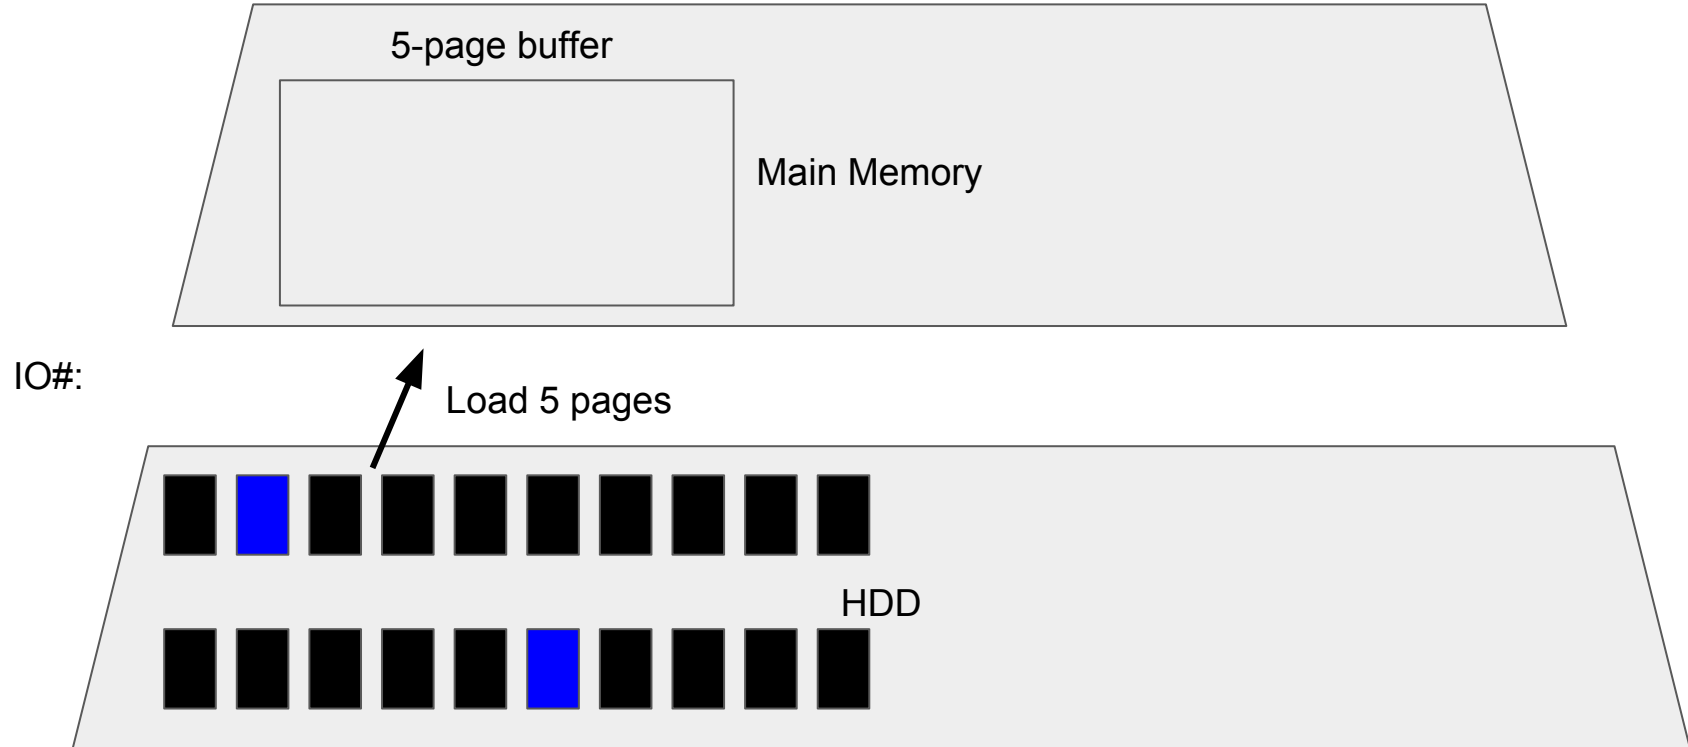 5-page buffer
Main Memory
IO#:
Load 5 pages
HDD